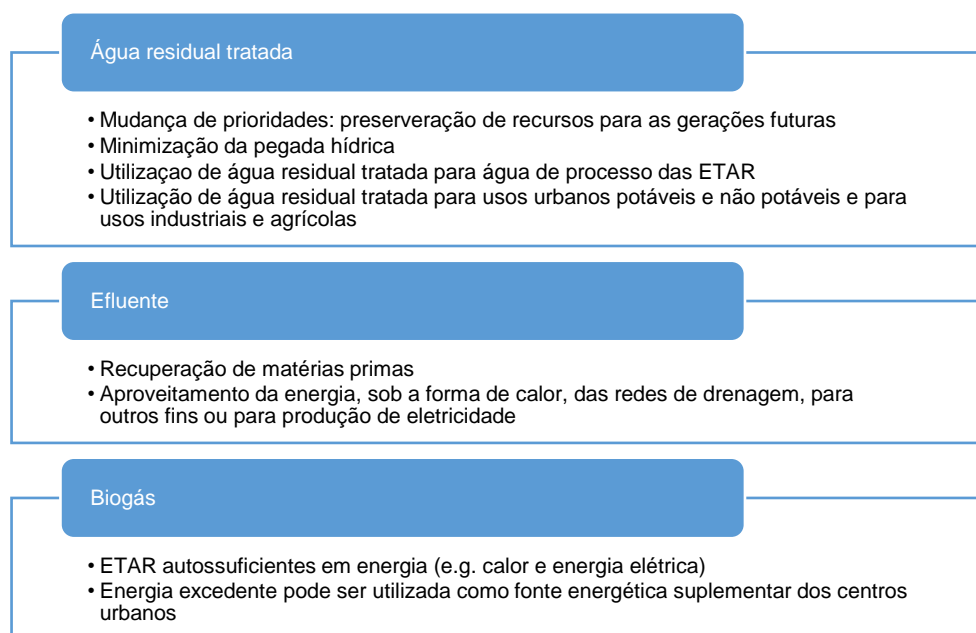 Água residual tratada
• Mudança de prioridades: preserveração de recursos para as gerações futuras
• Minimização da pegada hídrica
• Utilizaçao de água residual tratada para água de processo das ETAR
• Utilização de água residual tratada para usos urbanos potáveis e não potáveis e para
usos industriais e agrícolas
Efluente
• Recuperação de matérias primas
• Aproveitamento da energia, sob a forma de calor, das redes de drenagem, para
outros fins ou para produção de eletricidade
Biogás
• ETAR autossuficientes em energia (e.g. calor e energia elétrica)
• Energia excedente pode ser utilizada como fonte energética suplementar dos centros
urbanos